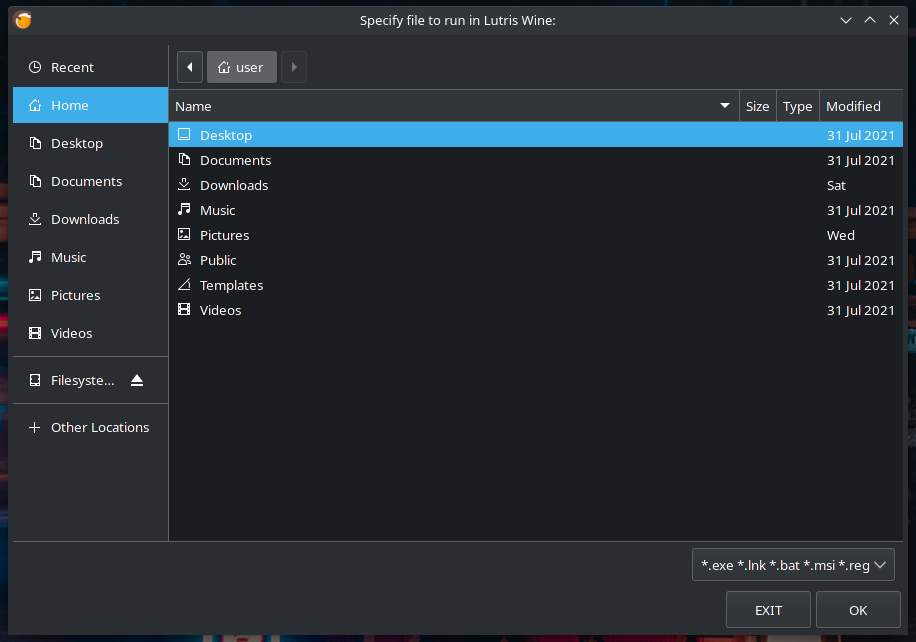 Specify file to run in Lutris Wine:
Recent
Home
Desktop
Documents
Downloads
Music
Pictures
Videos
Filesyste...
Other Locations
user
Name Size Type Modified
Desktop 31 Jul 2021
Documents 31 Jul 2021
Downloads Sat
Music 31 Jul 2021
Pictures Wed
Public 31 Jul 2021
Templates 31 Jul 2021
Videos 31 Jul 2021
*.exe *.lnk *.bat *.msi *.reg
EXIT OK